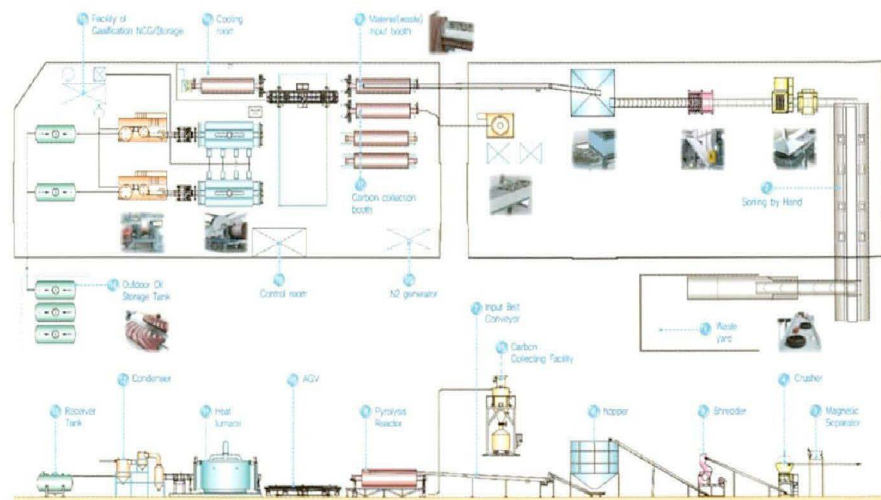 Facility of
Gasification NCG/Storage
Cooling
room
Material(waste)
Input booth
Carbon collection
booth
Sorting by Hand
Control room
N2 generator
Outdoor Oil
Storage Tank
Waste
yard
Input Belt
Conveyor
Carbon
Collecting Facility
Receiver
Tank
Condenser
Heat
furnace
AGV
Pyrolysis
Reactor
Hopper
Shredder
Crusher
Magnetic
Separator